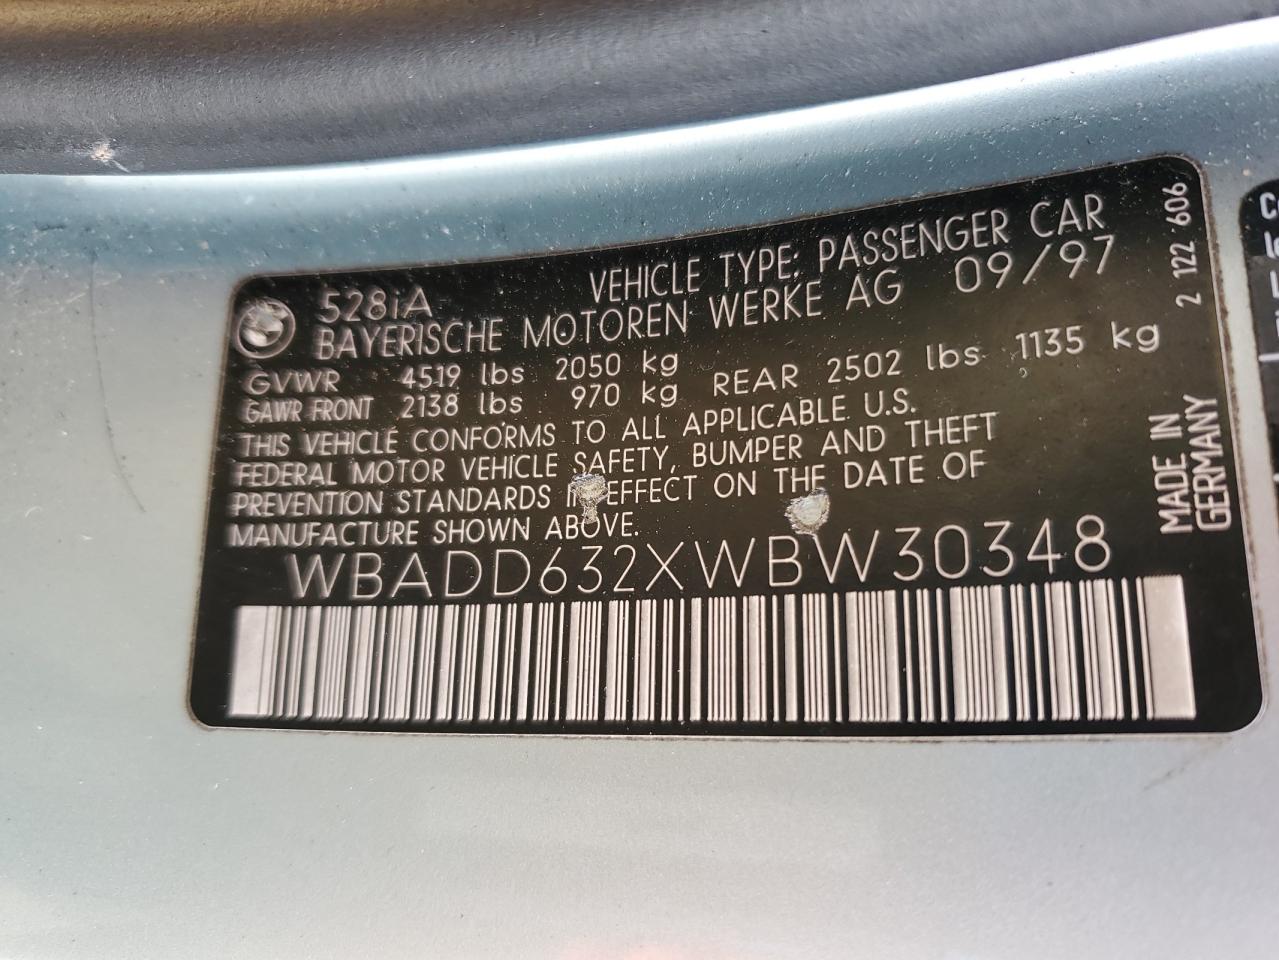 528iA VEHICLE TYPE: PASSENGER CAR
BAYERISCHE MOTOREN WERKE AG 09/97
GVWR 4519 lbs 2050 kg
GAWR FRONT 2138 lbs 970 kg REAR 2502 lbs 1135 kg
THIS VEHICLE CONFORMS TO ALL APPLICABLE U.S.
FEDERAL MOTOR VEHICLE SAFETY, BUMPER AND THEFT
PREVENTION STANDARDS IN EFFECT ON THE DATE OF
MANUFACTURE SHOWN ABOVE.
WBADD632XWBW30348
MADE IN
GERMANY
2 122 606